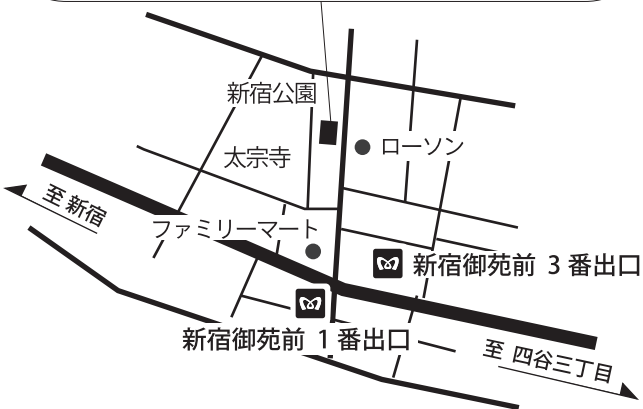 新宿公園
ローソン
太宗寺
至 新宿
ファミリーマート
新宿御苑前 3 番出口
新宿御苑前 1 番出口
至 四谷三丁目